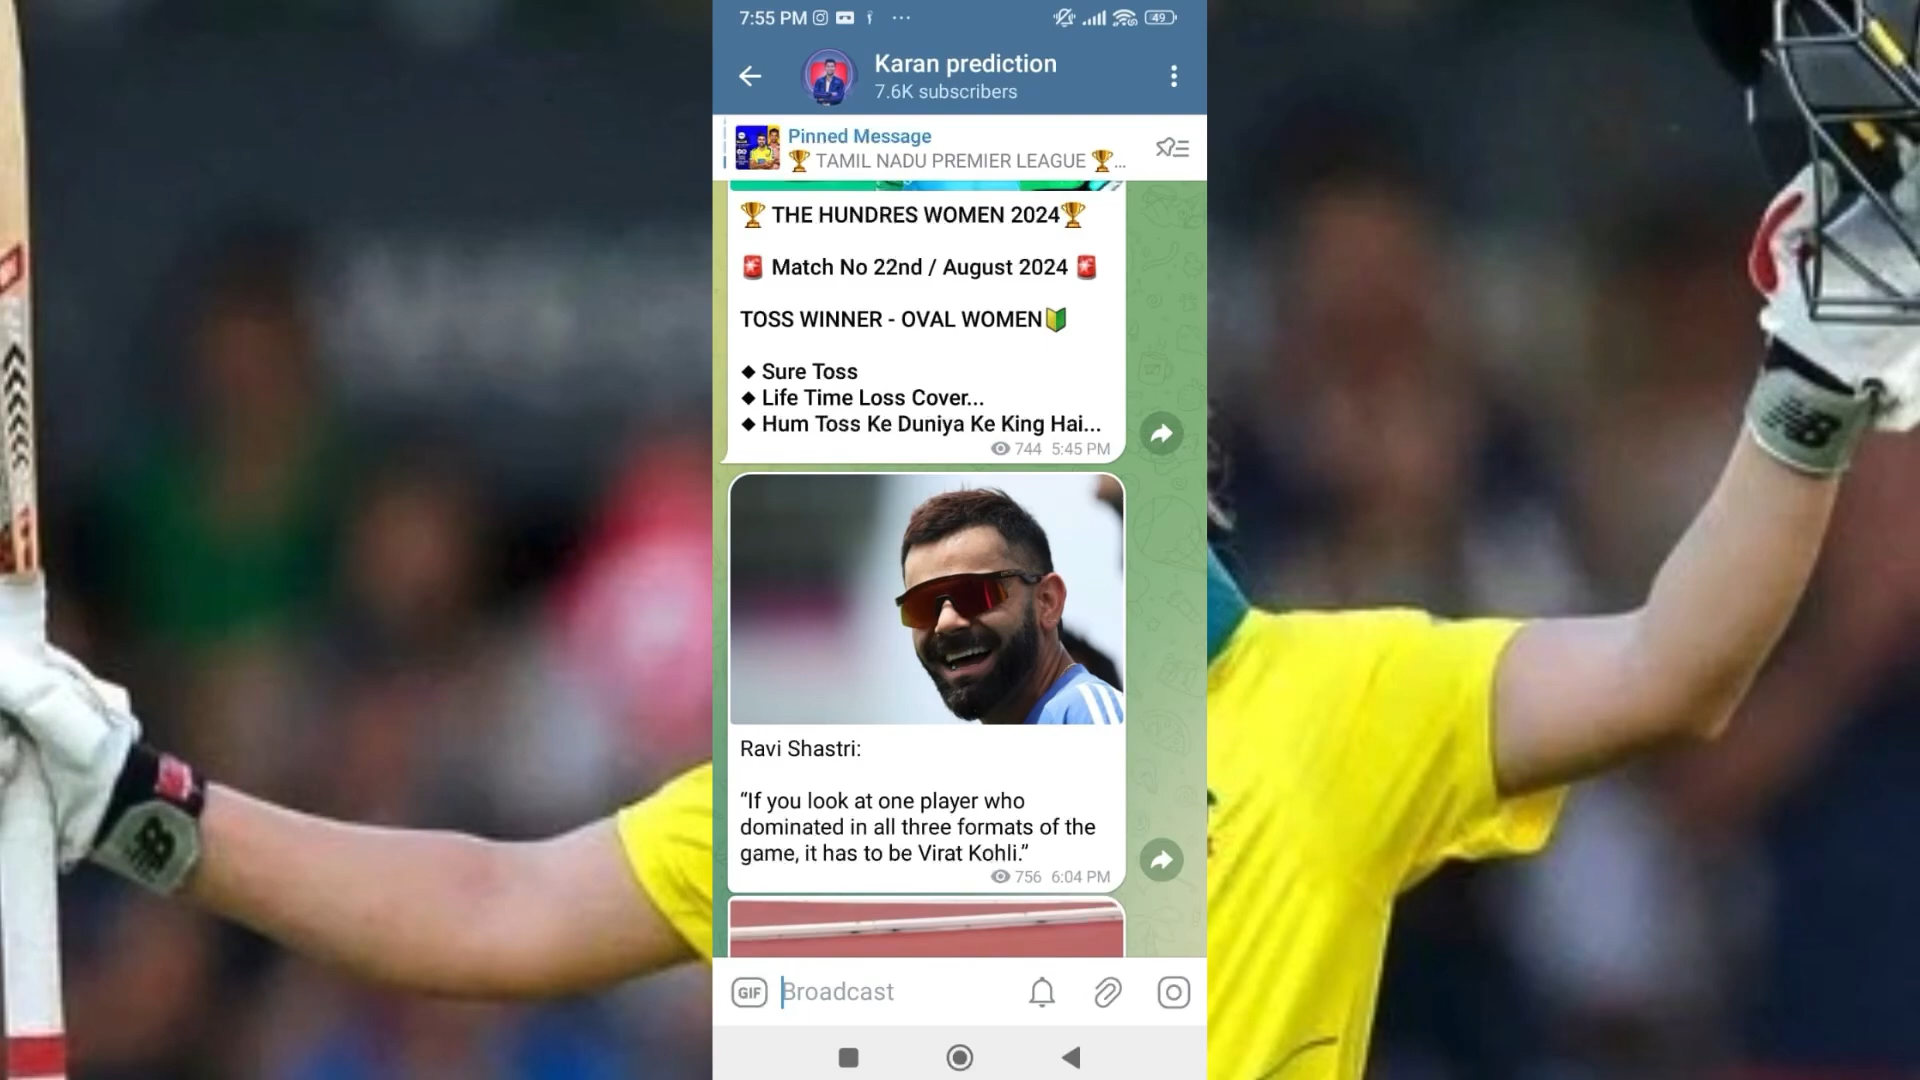 7:55 PM
49
Karan prediction
7.6K subscribers
Pinned Message
🏆 TAMIL NADU PREMIER LEAGUE 🏆...
🏆 THE HUNDRES WOMEN 2024🏆
🚨 Match No 22nd / August 2024 🚨
TOSS WINNER - OVAL WOMEN🔰
◆ Sure Toss
◆ Life Time Loss Cover...
◆ Hum Toss Ke Duniya Ke King Hai...
744 5:45 PM
Ravi Shastri:
“If you look at one player who
dominated in all three formats of the
game, it has to be Virat Kohli.”
756 6:04 PM
GIF Broadcast
NB